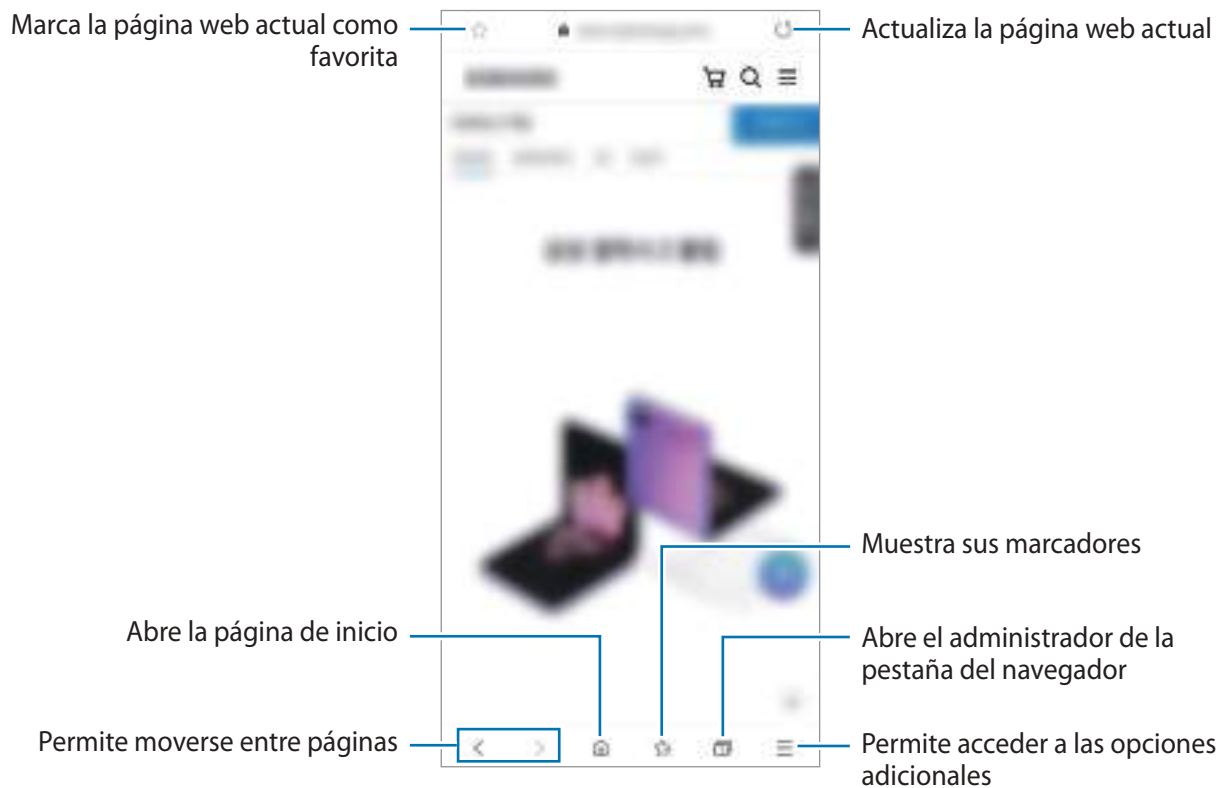 Marca la página web actual como
favorita
Actualiza la página web actual
Muestra sus marcadores
Abre la página de inicio
Abre el administrador de la
pestaña del navegador
Permite moverse entre páginas
Permite acceder a las opciones
adicionales